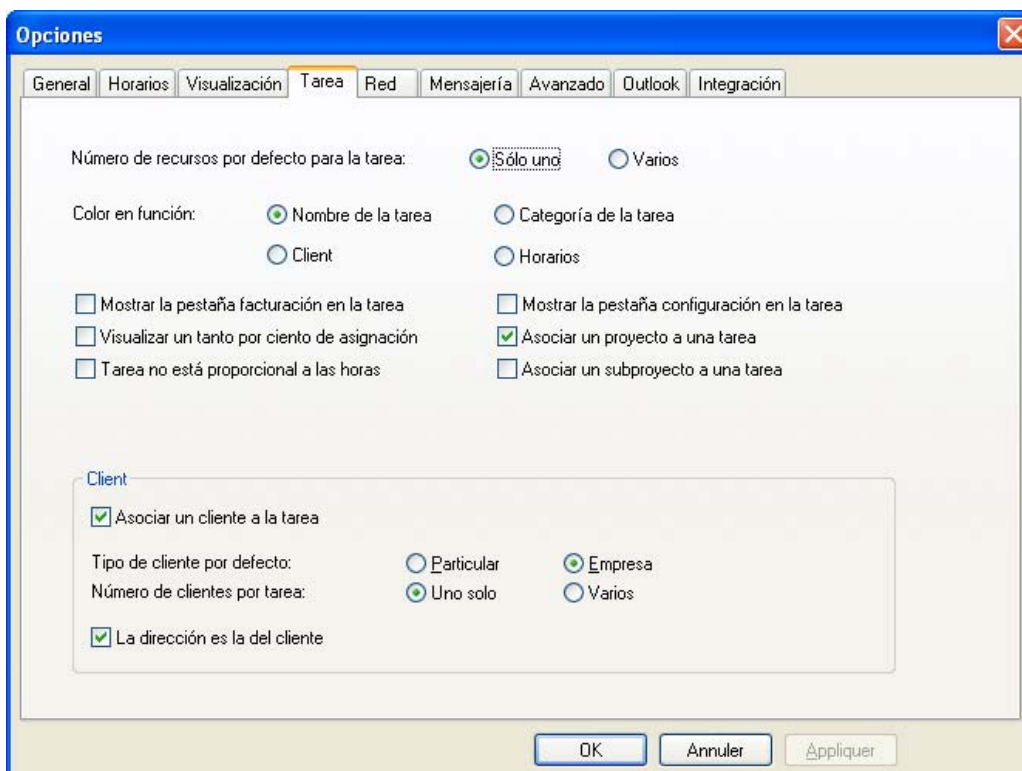 Opciones
General Horarios Visualización Tarea Red Mensajería Avanzado Outlook Integración
Número de recursos por defecto para la tarea: Sólo uno Varios
Color en función: Nombre de la tarea Categoría de la tarea
Client Horarios
Mostrar la pestaña facturación en la tarea Mostrar la pestaña configuración en la tarea
Visualizar un tanto por ciento de asignación Asociar un proyecto a una tarea
Tarea no está proporcional a las horas Asociar un subproyecto a una tarea
Client
Asociar un cliente a la tarea
Tipo de cliente por defecto: Particular Empresa
Número de clientes por tarea: Uno solo Varios
La dirección es la del cliente
OK Annuler Appliquer